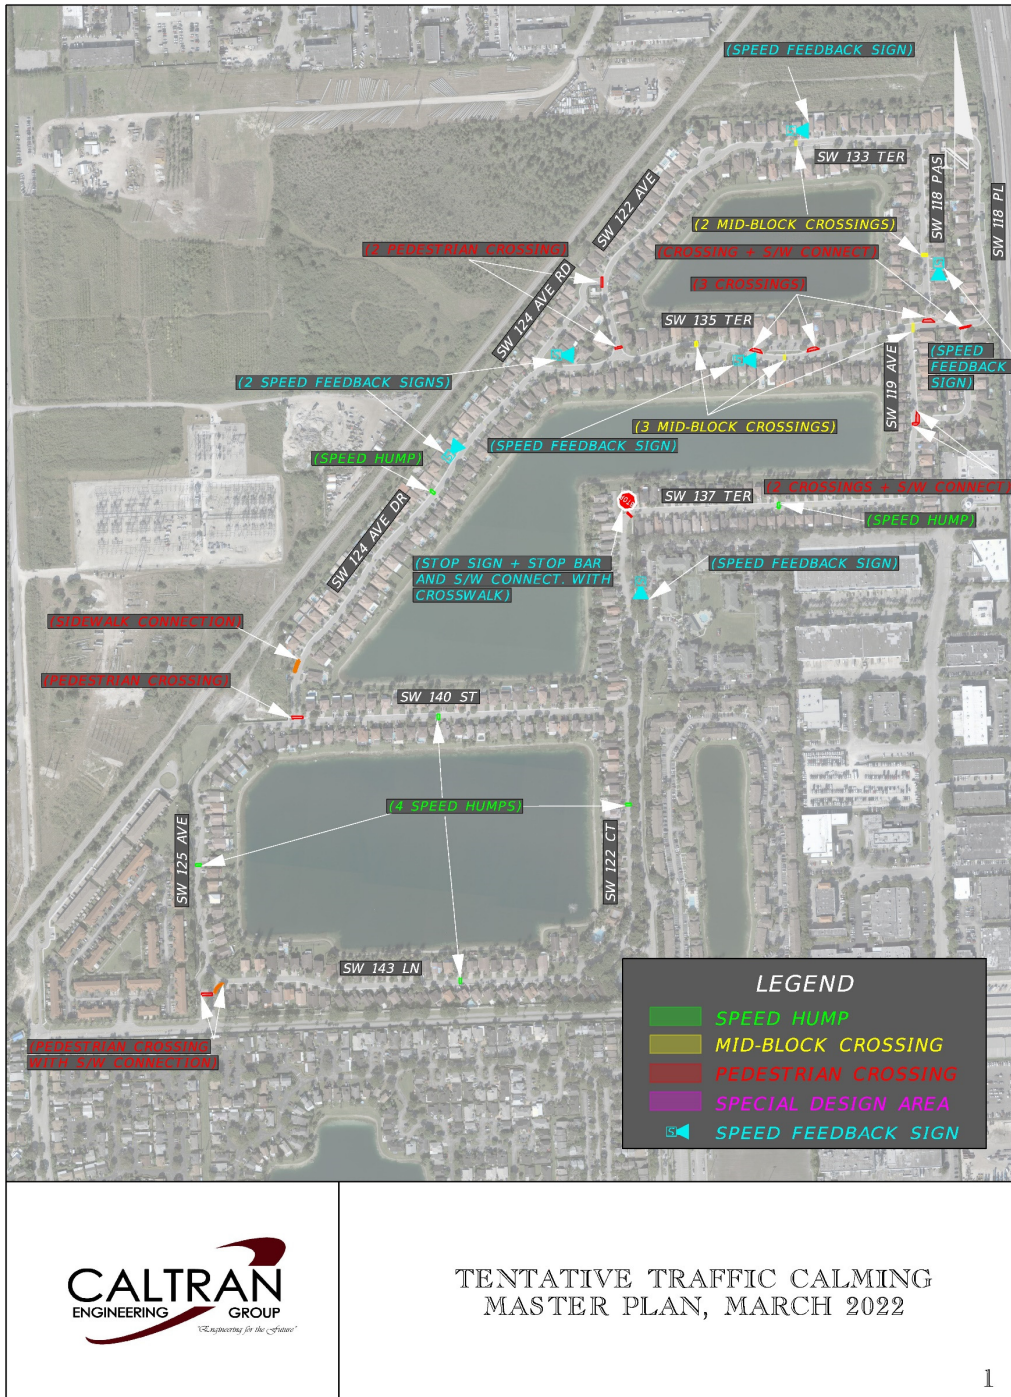 (SPEED FEEDBACK SIGN)
SW 133 TER
SW 122 AVE
SW 118 PAS
SW 118 PL
(2 MID-BLOCK CROSSINGS)
(2 PEDESTRIAN CROSSING)
(CROSSING + S/W CONNECT)
SW 124 AVE RD
(3 CROSSINGS)
SW 135 TER
(SPEED
FEEDBACK
SIGN)
SW 119 AVE
(2 SPEED FEEDBACK SIGNS)
(3 MID-BLOCK CROSSINGS)
(SPEED FEEDBACK SIGN)
(SPEED HUMP)
(2 CROSSINGS + S/W CONNECT)
SW 137 TER
STOP
(SPEED HUMP)
SW 124 AVE DR
(STOP SIGN + STOP BAR
AND S/W CONNECT. WITH
CROSSWALK)
(SPEED FEEDBACK SIGN)
(SIDEWALK CONNECTION)
(PEDESTRIAN CROSSING)
SW 140 ST
(4 SPEED HUMPS)
SW 125 AVE
SW 122 CT
SW 143 LN
(PEDESTRIAN CROSSING
WITH S/W CONNECTION)
LEGEND
SPEED HUMP
MID-BLOCK CROSSING
PEDESTRIAN CROSSING
SPECIAL DESIGN AREA
SPEED FEEDBACK SIGN
CALTRAN
ENGINEERING GROUP
"Engineering for the Future"
TENTATIVE TRAFFIC CALMING
MASTER PLAN, MARCH 2022
1